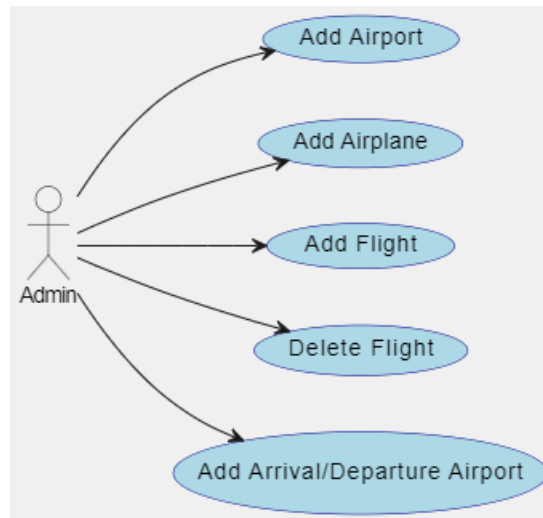 Add Airport
Add Airplane
Add Flight
Admin
Delete Flight
Add Arrival/Departure Airport